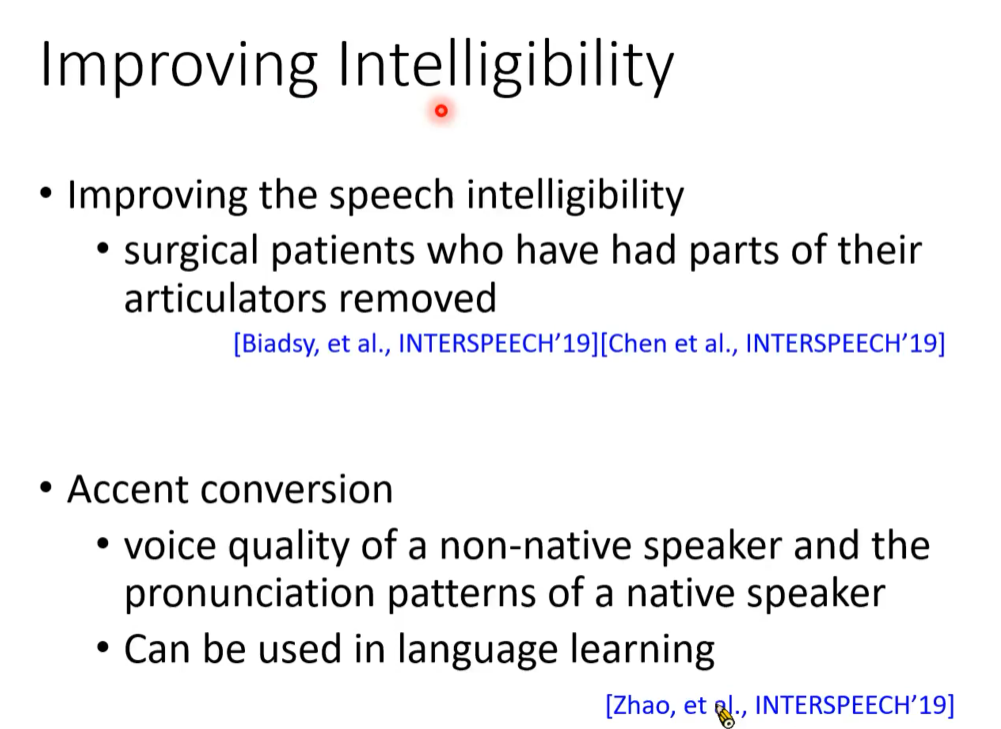 Improving Intelligibility
• Improving the speech intelligibility
• surgical patients who have had parts of their
articulators removed
[Biadsy, et al., INTERSPEECH’19][Chen et al., INTERSPEECH’19]
• Accent conversion
• voice quality of a non-native speaker and the
pronunciation patterns of a native speaker
• Can be used in language learning
[Zhao, et al., INTERSPEECH’19]